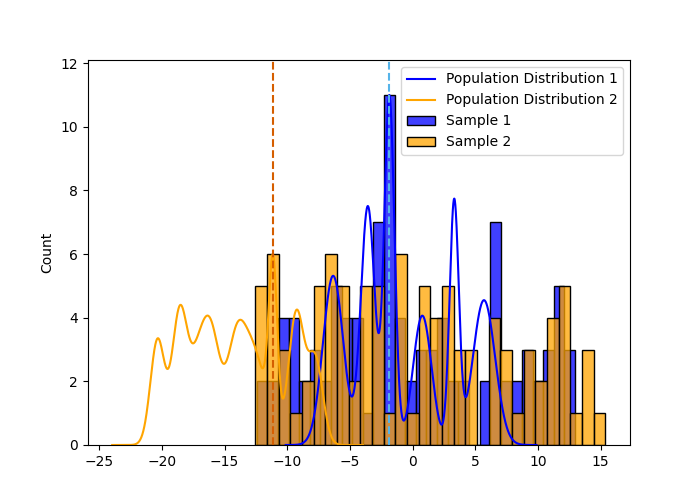 12
10
8
6
4
2
0
Count
Population Distribution 1
Population Distribution 2
Sample 1
Sample 2
−25 −20 −15 −10 −5 0 5 10 15